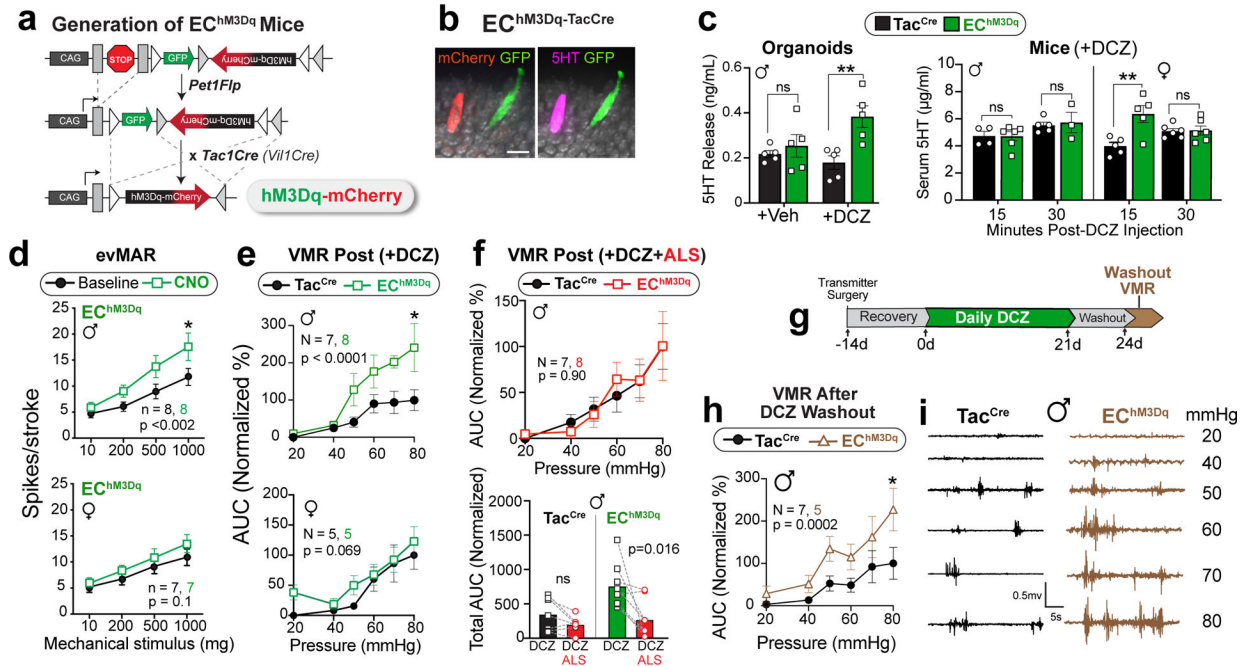 a
Generation of EC^hM3Dq Mice
CAG
STOP
GFP
hM3Dq-mCherry
Pet1Flp
CAG
GFP
hM3Dq-mCherry
x Tac1Cre (Vil1Cre)
CAG
hM3Dq-mCherry
hM3Dq-mCherry
b
EC^hM3Dq-TacCre
mCherry GFP
5HT GFP
c
Tac^Cre EC^hM3Dq
Organoids
♂
5HT Release (ng/mL)
0.6
0.4
0.2
0
ns
**
+Veh +DCZ
Mice (+DCZ)
♂ ♀
Serum 5HT (µg/ml)
10
8
6
4
2
0
ns
ns
**
ns
15 30 15 30
Minutes Post-DCZ Injection
d
evMAR
Baseline CNO
EC^hM3Dq
♂
25
20
15
10
5
0
*
n = 8, 8
p <0.002
10 200 500 1000
EC^hM3Dq
♀
25
20
15
10
5
0
n = 7, 7
p = 0.1
10 200 500 1000
Spikes/stroke
Mechanical stimulus (mg)
e
VMR Post (+DCZ)
Tac^Cre EC^hM3Dq
♂
300
200
100
0
N = 7, 8
p < 0.0001
*
20 40 60 80
♀
200
150
100
50
0
N = 5, 5
p = 0.069
20 40 60 80
AUC (Normalized %)
Pressure (mmHg)
f
VMR Post (+DCZ+ALS)
Tac^Cre EC^hM3Dq
♂
AUC (Normalized %)
150
100
50
0
N = 7, 8
p = 0.90
20 40 60 80
Pressure (mmHg)
♂
Total AUC (Normalized)
2000
1500
1000
500
0
Tac^Cre
EC^hM3Dq
ns
p=0.016
DCZ DCZ DCZ DCZ
ALS ALS
g
Transmitter
Surgery
Washout
VMR
Recovery
Daily DCZ
Washout
-14d 0d 21d 24d
h
VMR After
DCZ Washout
Tac^Cre EC^hM3Dq
♂
AUC (Normalized %)
300
200
100
0
N = 7, 5
p = 0.0002
*
20 40 60 80
Pressure (mmHg)
i
Tac^Cre ♂ EC^hM3Dq mmHg
20
40
50
60
70
80
0.5mv
5s